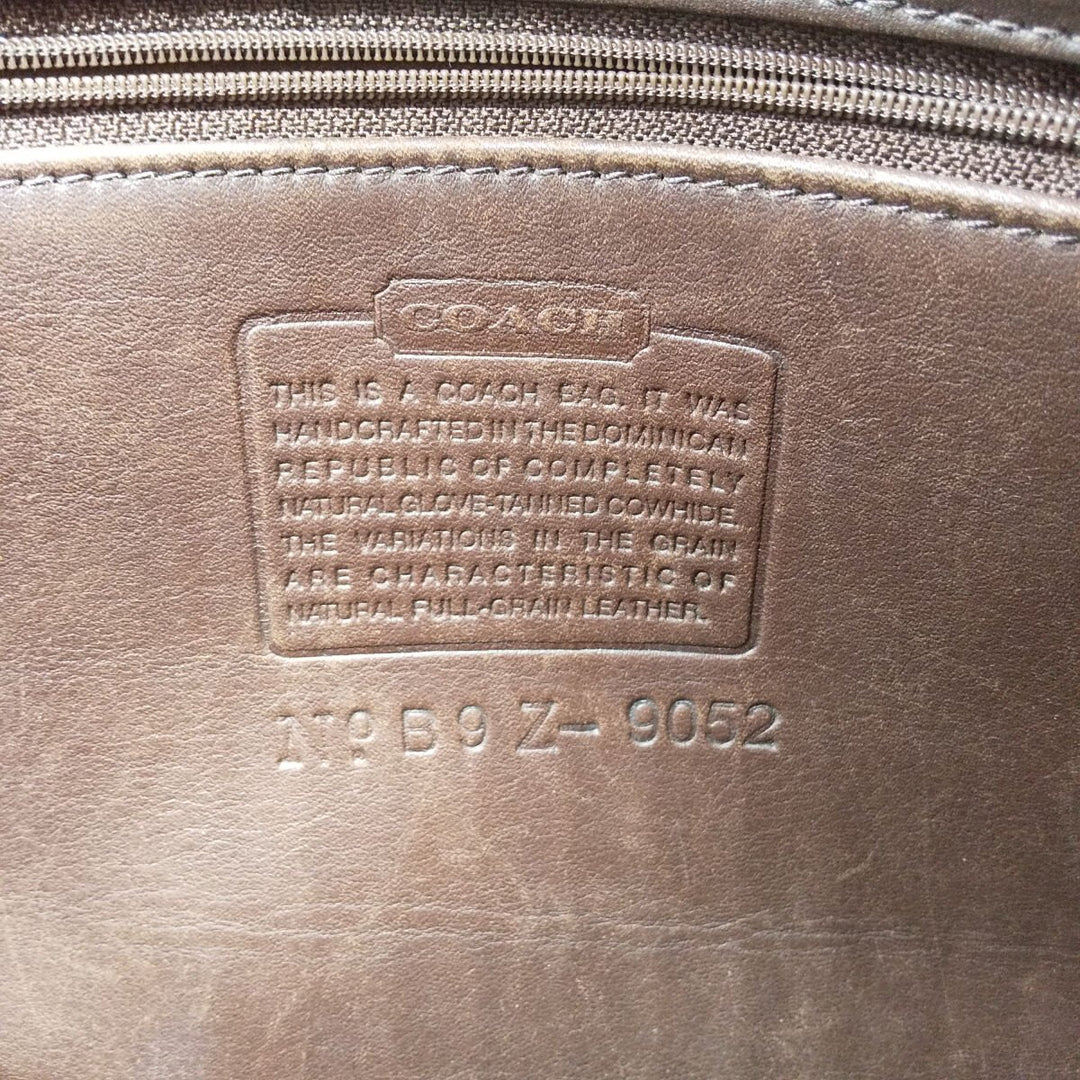 COACH
THIS IS A COACH BAG. IT WAS
HANDCRAFTED IN THE DOMINICAN
REPUBLIC OF COMPLETELY
NATURAL GLOVE-TANNED COWHIDE.
THE VARIATIONS IN THE GRAIN
ARE CHARACTERISTIC OF
NATURAL FULL-GRAIN LEATHER.
Nº B9Z-9052